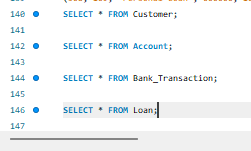 140 SELECT * FROM Customer;
141
142 SELECT * FROM Account;
143
144 SELECT * FROM Bank_Transaction;
145
146 SELECT * FROM Loan;
147